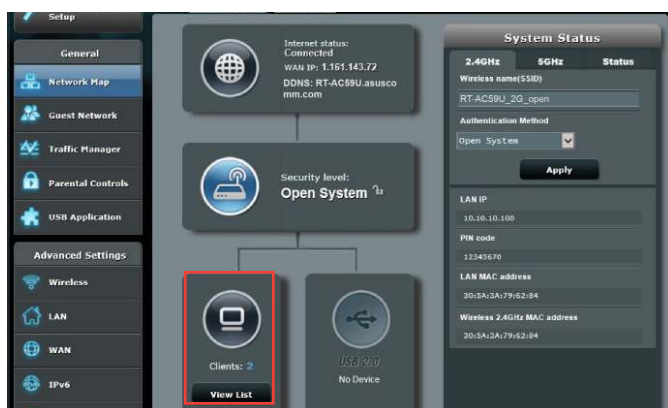 Setup
General
Network Map
Guest Network
Traffic Manager
Parental Controls
USB Application
Advanced Settings
Wireless
LAN
WAN
IPv6
Internet status:
Connected
WAN IP: 1.161.143.72
DDNS: RT-AC59U.asusco
mm.com
Security level:
Open System
Clients: 2
View List
USB 2.0
No Device
System Status
2.4GHz 5GHz Status
Wireless name(SSID)
RT-AC59U_2G_open
Authentication
Method
Open System
Apply
LAN IP
10.10.10.100
PIN code
12345670
LAN MAC address
30:5A:3A:79:62:84
Wireless 2.4GHz MAC address
30:5A:2A:79:62:84